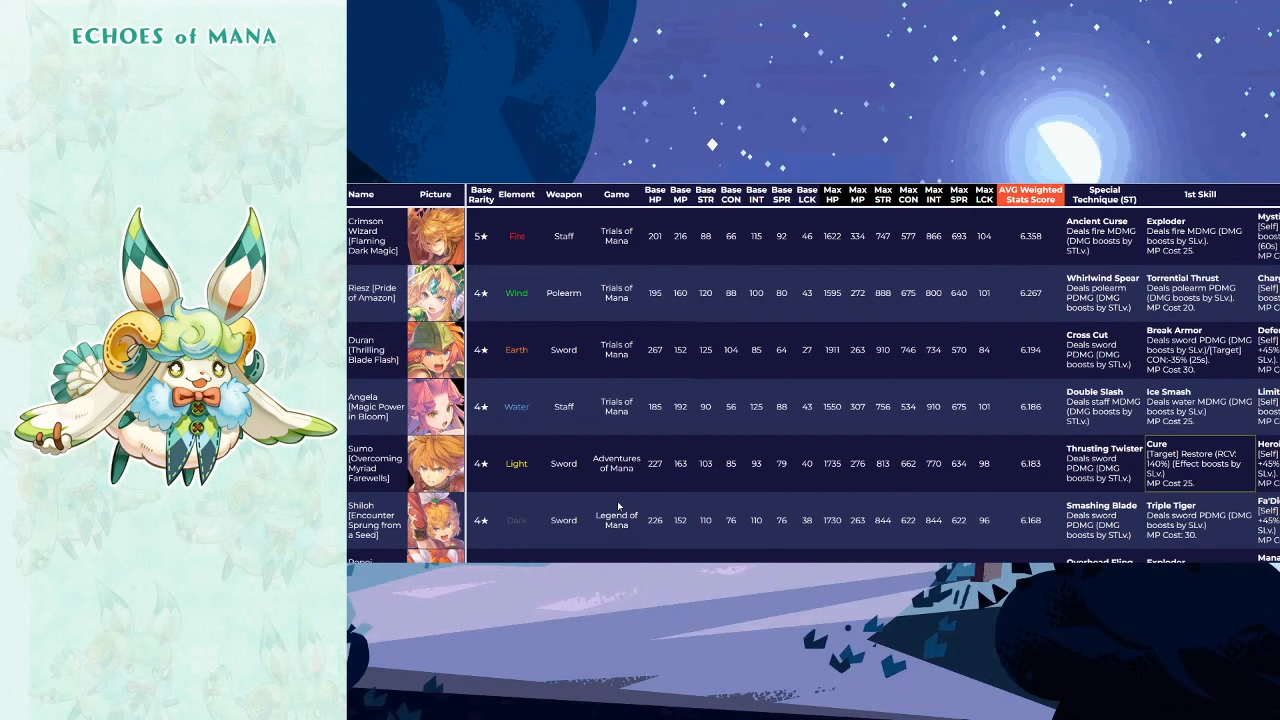 ECHOES of MANA
Name Picture Base Rarity Element Weapon Game Base HP Base MP Base STR Base CON Base INT Base SPR Base LCK Max HP Max MP Max STR Max CON Max INT Max SPR Max LCK AVG Weighted Stats Score Special Technique (ST) 1st Skill
Crimson Wizard [Flaming Dark Magic] 5★ Fire Staff Trials of Mana 201 216 88 66 115 92 46 1622 334 747 577 866 693 104 6.358
Ancient Curse
Deals fire MDMG
(DMG boosts by
STLv.)
Exploder
Deals fire MDMG (DMG
boosts by SLv.).
MP Cost 25.
Riesz [Pride of Amazon] 4★ Wind Polearm Trials of Mana 195 160 120 88 100 80 43 1595 272 888 675 800 640 101 6.267
Whirlwind Spear
Deals polearm
PDMG (DMG
boosts by STLv.)
Torrential Thrust
Deals polearm PDMG
(DMG boosts by SLv.).
MP Cost 20.
Duran [Thrilling Blade Flash] 4★ Earth Sword Trials of Mana 267 152 125 104 85 64 27 1911 263 910 746 734 570 84 6.194
Cross Cut
Deals sword
PDMG (DMG
boosts by STLv.)
Break Armor
Deals sword PDMG (DMG
boosts by SLv.)/[Target]
CON:-35% (25s).
MP Cost 30.
Angela [Magic Power in Bloom] 4★ Water Staff Trials of Mana 185 192 90 56 125 88 43 1550 307 756 534 910 675 101 6.186
Double Slash
Deals staff MDMG
(DMG boosts by
STLv.)
Ice Smash
Deals water MDMG (DMG
boosts by SLv.)
MP Cost 25.
Sumo [Overcoming Myriad Farewells] 4★ Light Sword Adventures of Mana 227 163 103 85 93 79 40 1735 276 813 662 770 634 98 6.183
Thrusting Twister
Deals sword
PDMG (DMG
boosts by STLv.)
Cure
[Target] Restore (RCV:
140%) (Effect boosts by
SLv.)
MP Cost 25.
Shiloh [Encounter Sprung from a Seed] 4★ Dark Sword Legend of Mana 226 152 110 76 110 76 38 1730 263 844 622 844 622 96 6.168
Smashing Blade
Deals sword
PDMG (DMG
boosts by STLv.)
Triple Tiger
Deals sword PDMG (DMG
boosts by SLv.)
MP Cost: 30.
Overhead Fling Exploder